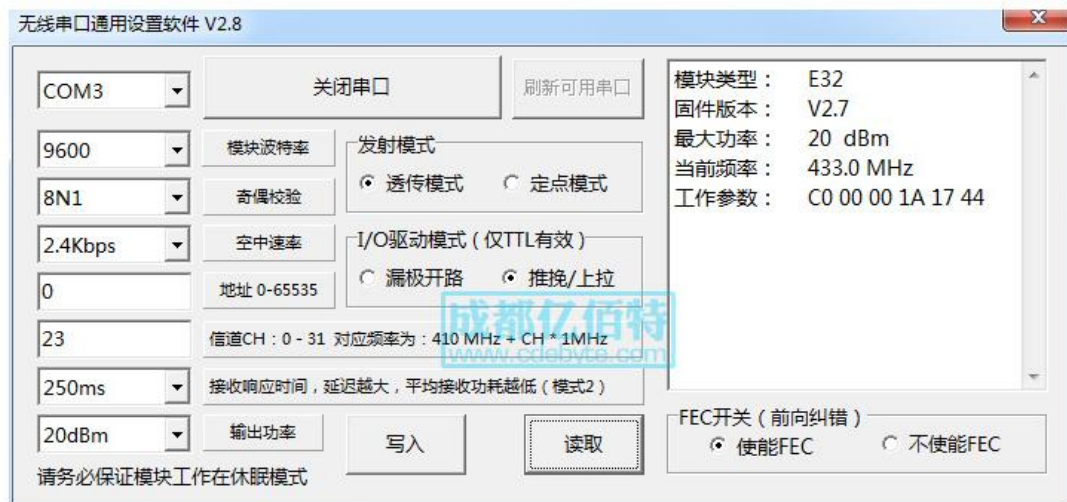 无线串口通用设置软件 V2.8
COM3
关闭串口
刷新可用串口
9600
模块波特率
8N1
奇偶校验
2.4Kbps
空中速率
0
地址 0-65535
发射模式
透传模式
定点模式
I/O驱动模式（仅TTL有效）
漏极开路
推挽/上拉
23
信道CH：0 - 31 对应频率为：410 MHz + CH * 1MHz
250ms
接收响应时间，延迟越大，平均接收功耗越低（模式2）
20dBm
输出功率
写入
读取
请务必保证模块工作在休眠模式
模块类型： E32
固件版本： V2.7
最大功率： 20 dBm
当前频率： 433.0 MHz
工作参数： C0 00 00 1A 17 44
FEC开关（前向纠错）
使能FEC
不使能FEC
成都亿佰特
www.cdebyte.com